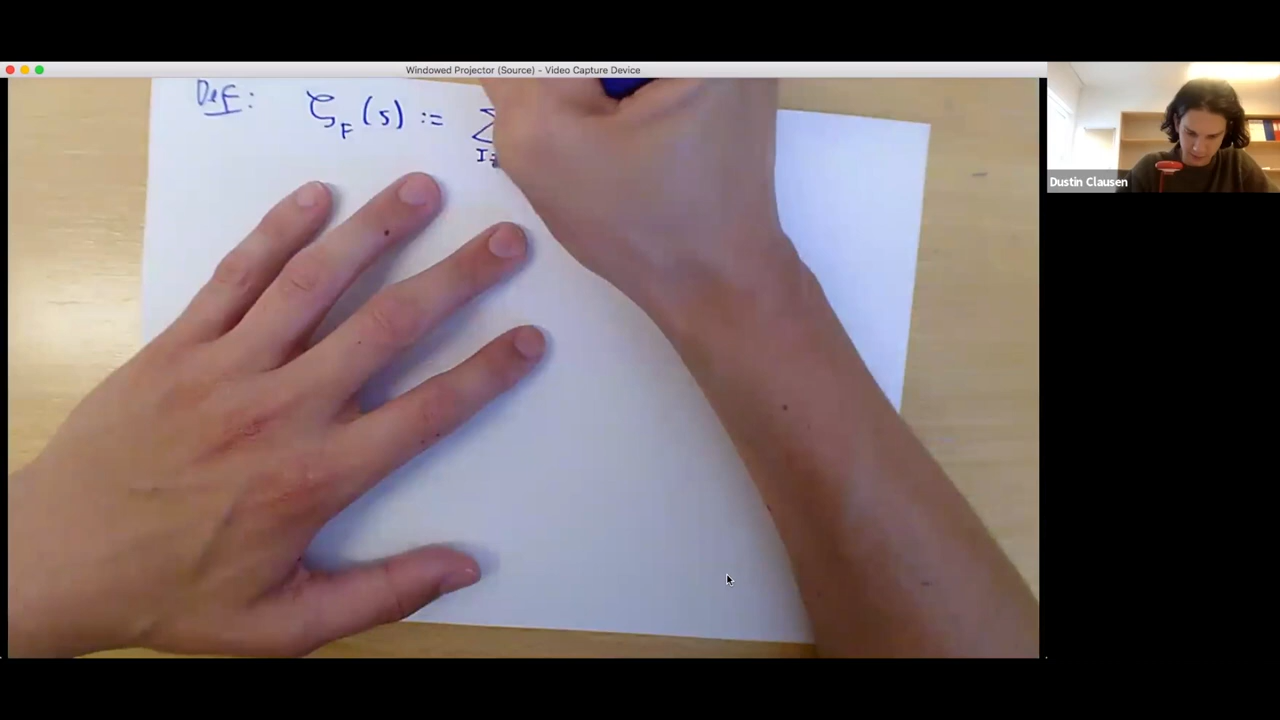 Windowed Projector (Source) - Video Capture Device
Def: ζ_F(s) := Σ
I
Dustin Clausen